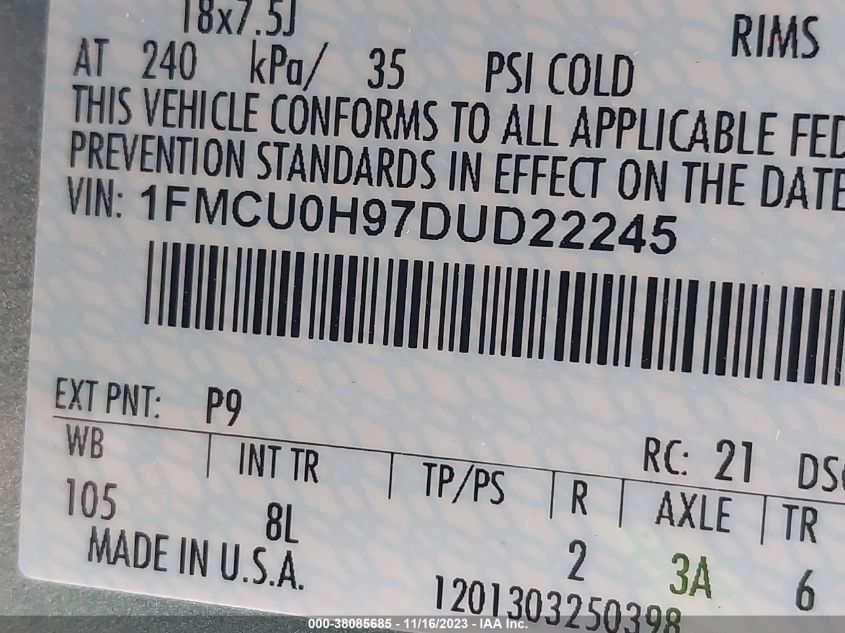 18x7.5J RIMS
AT 240 kPa/ 35 PSI COLD
THIS VEHICLE CONFORMS TO ALL APPLICABLE FED
PREVENTION STANDARDS IN EFFECT ON THE DATE
VIN: 1FMCU0H97DUD22245
EXT PNT: P9 RC: 21 DS
WB INT TR TP/PS R AXLE TR
105 8L 2 3A 6
MADE IN U.S.A. 1201303250398
000-38085685 - 11/16/2023 - IAA Inc.